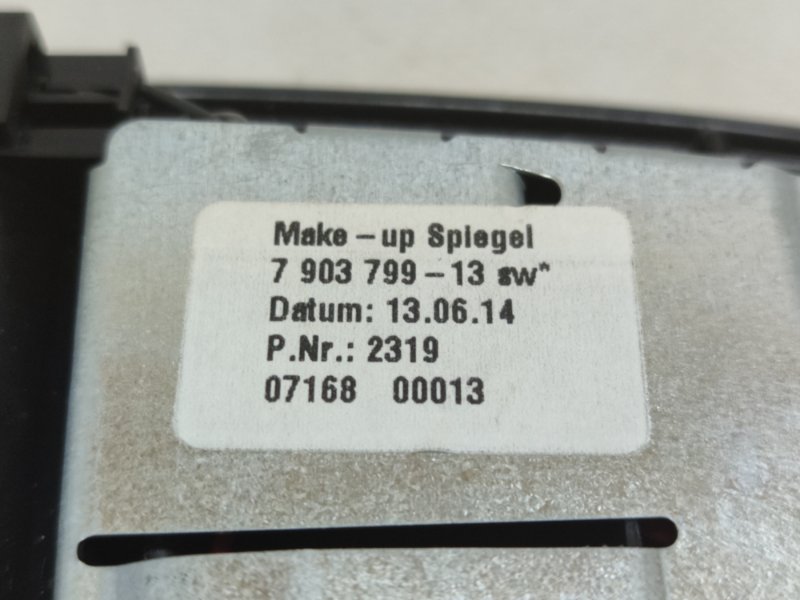 Make-up Spiegel
7 903 799-13 sw*
Datum: 13.06.14
P.Nr.: 2319
07168 00013